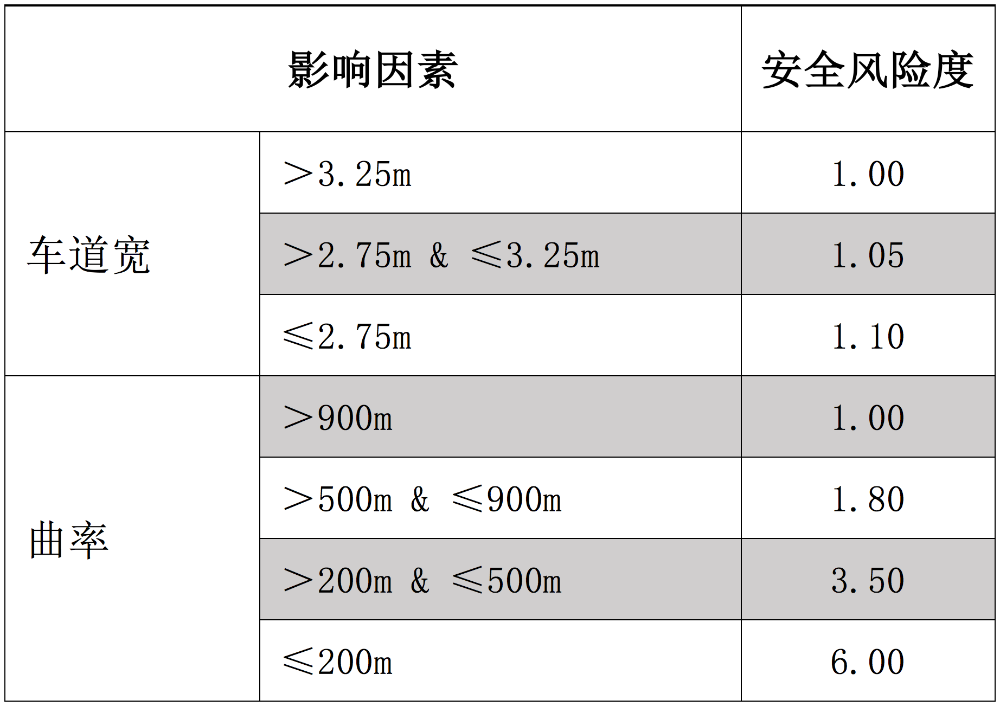 影响因素 安全风险度
车道宽
>3.25m 1.00
>2.75m & ≤3.25m 1.05
≤2.75m 1.10
曲率
>900m 1.00
>500m & ≤900m 1.80
>200m & ≤500m 3.50
≤200m 6.00